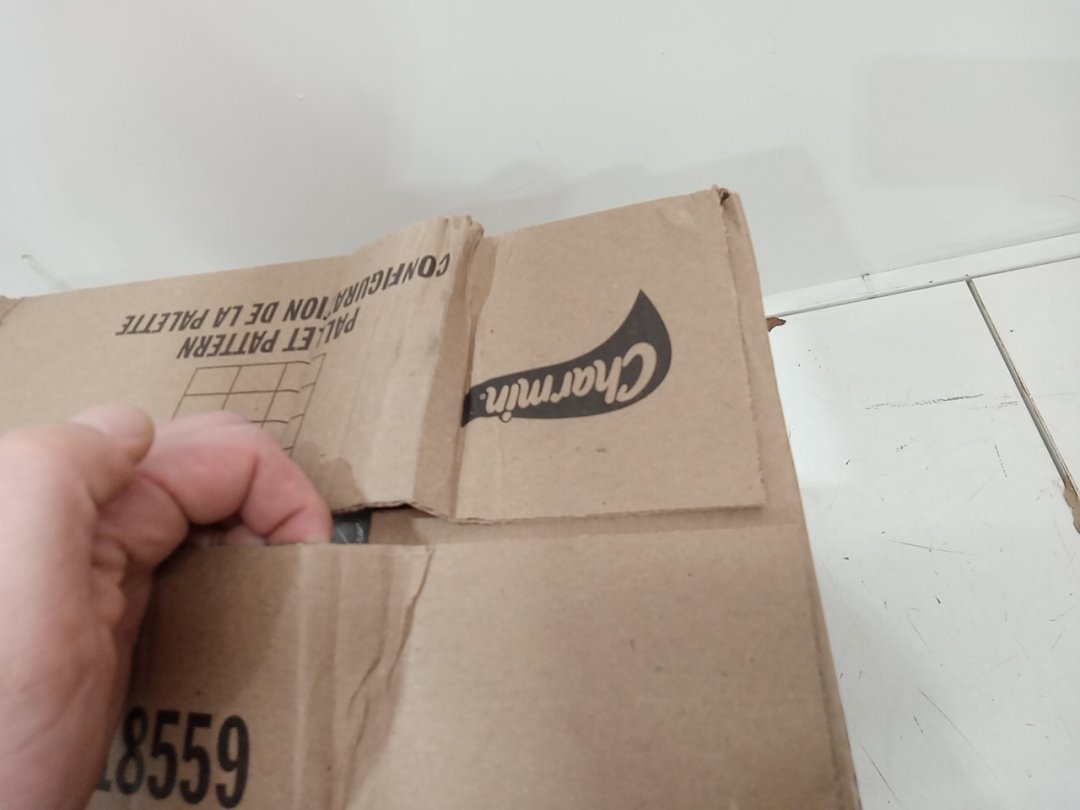 Charmin.
PALLET PATTERN
CONFIGURATION DE LA PALETTE
18559